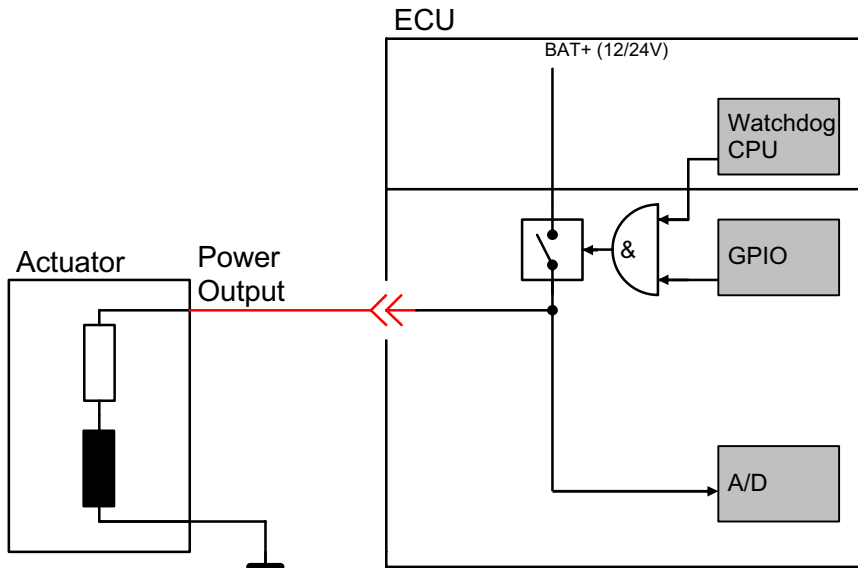 ECU
BAT+ (12/24V)
Watchdog
CPU
&
GPIO
Actuator
Power
Output
A/D